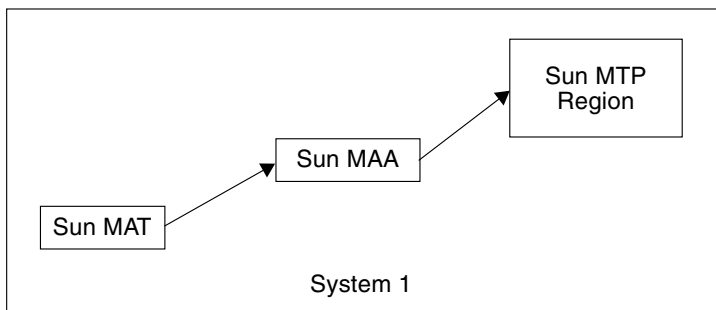 Sun MTP
Region
Sun MAA
Sun MAT
System 1